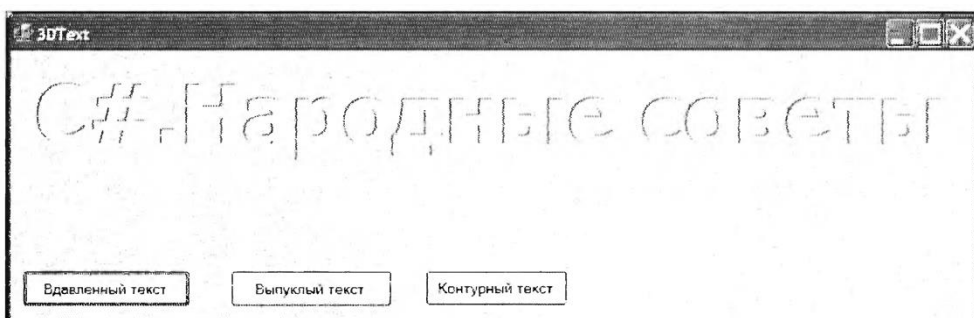 3DText
C#.Народные советы
Вдавленный текст Выпуклый текст Контурный текст